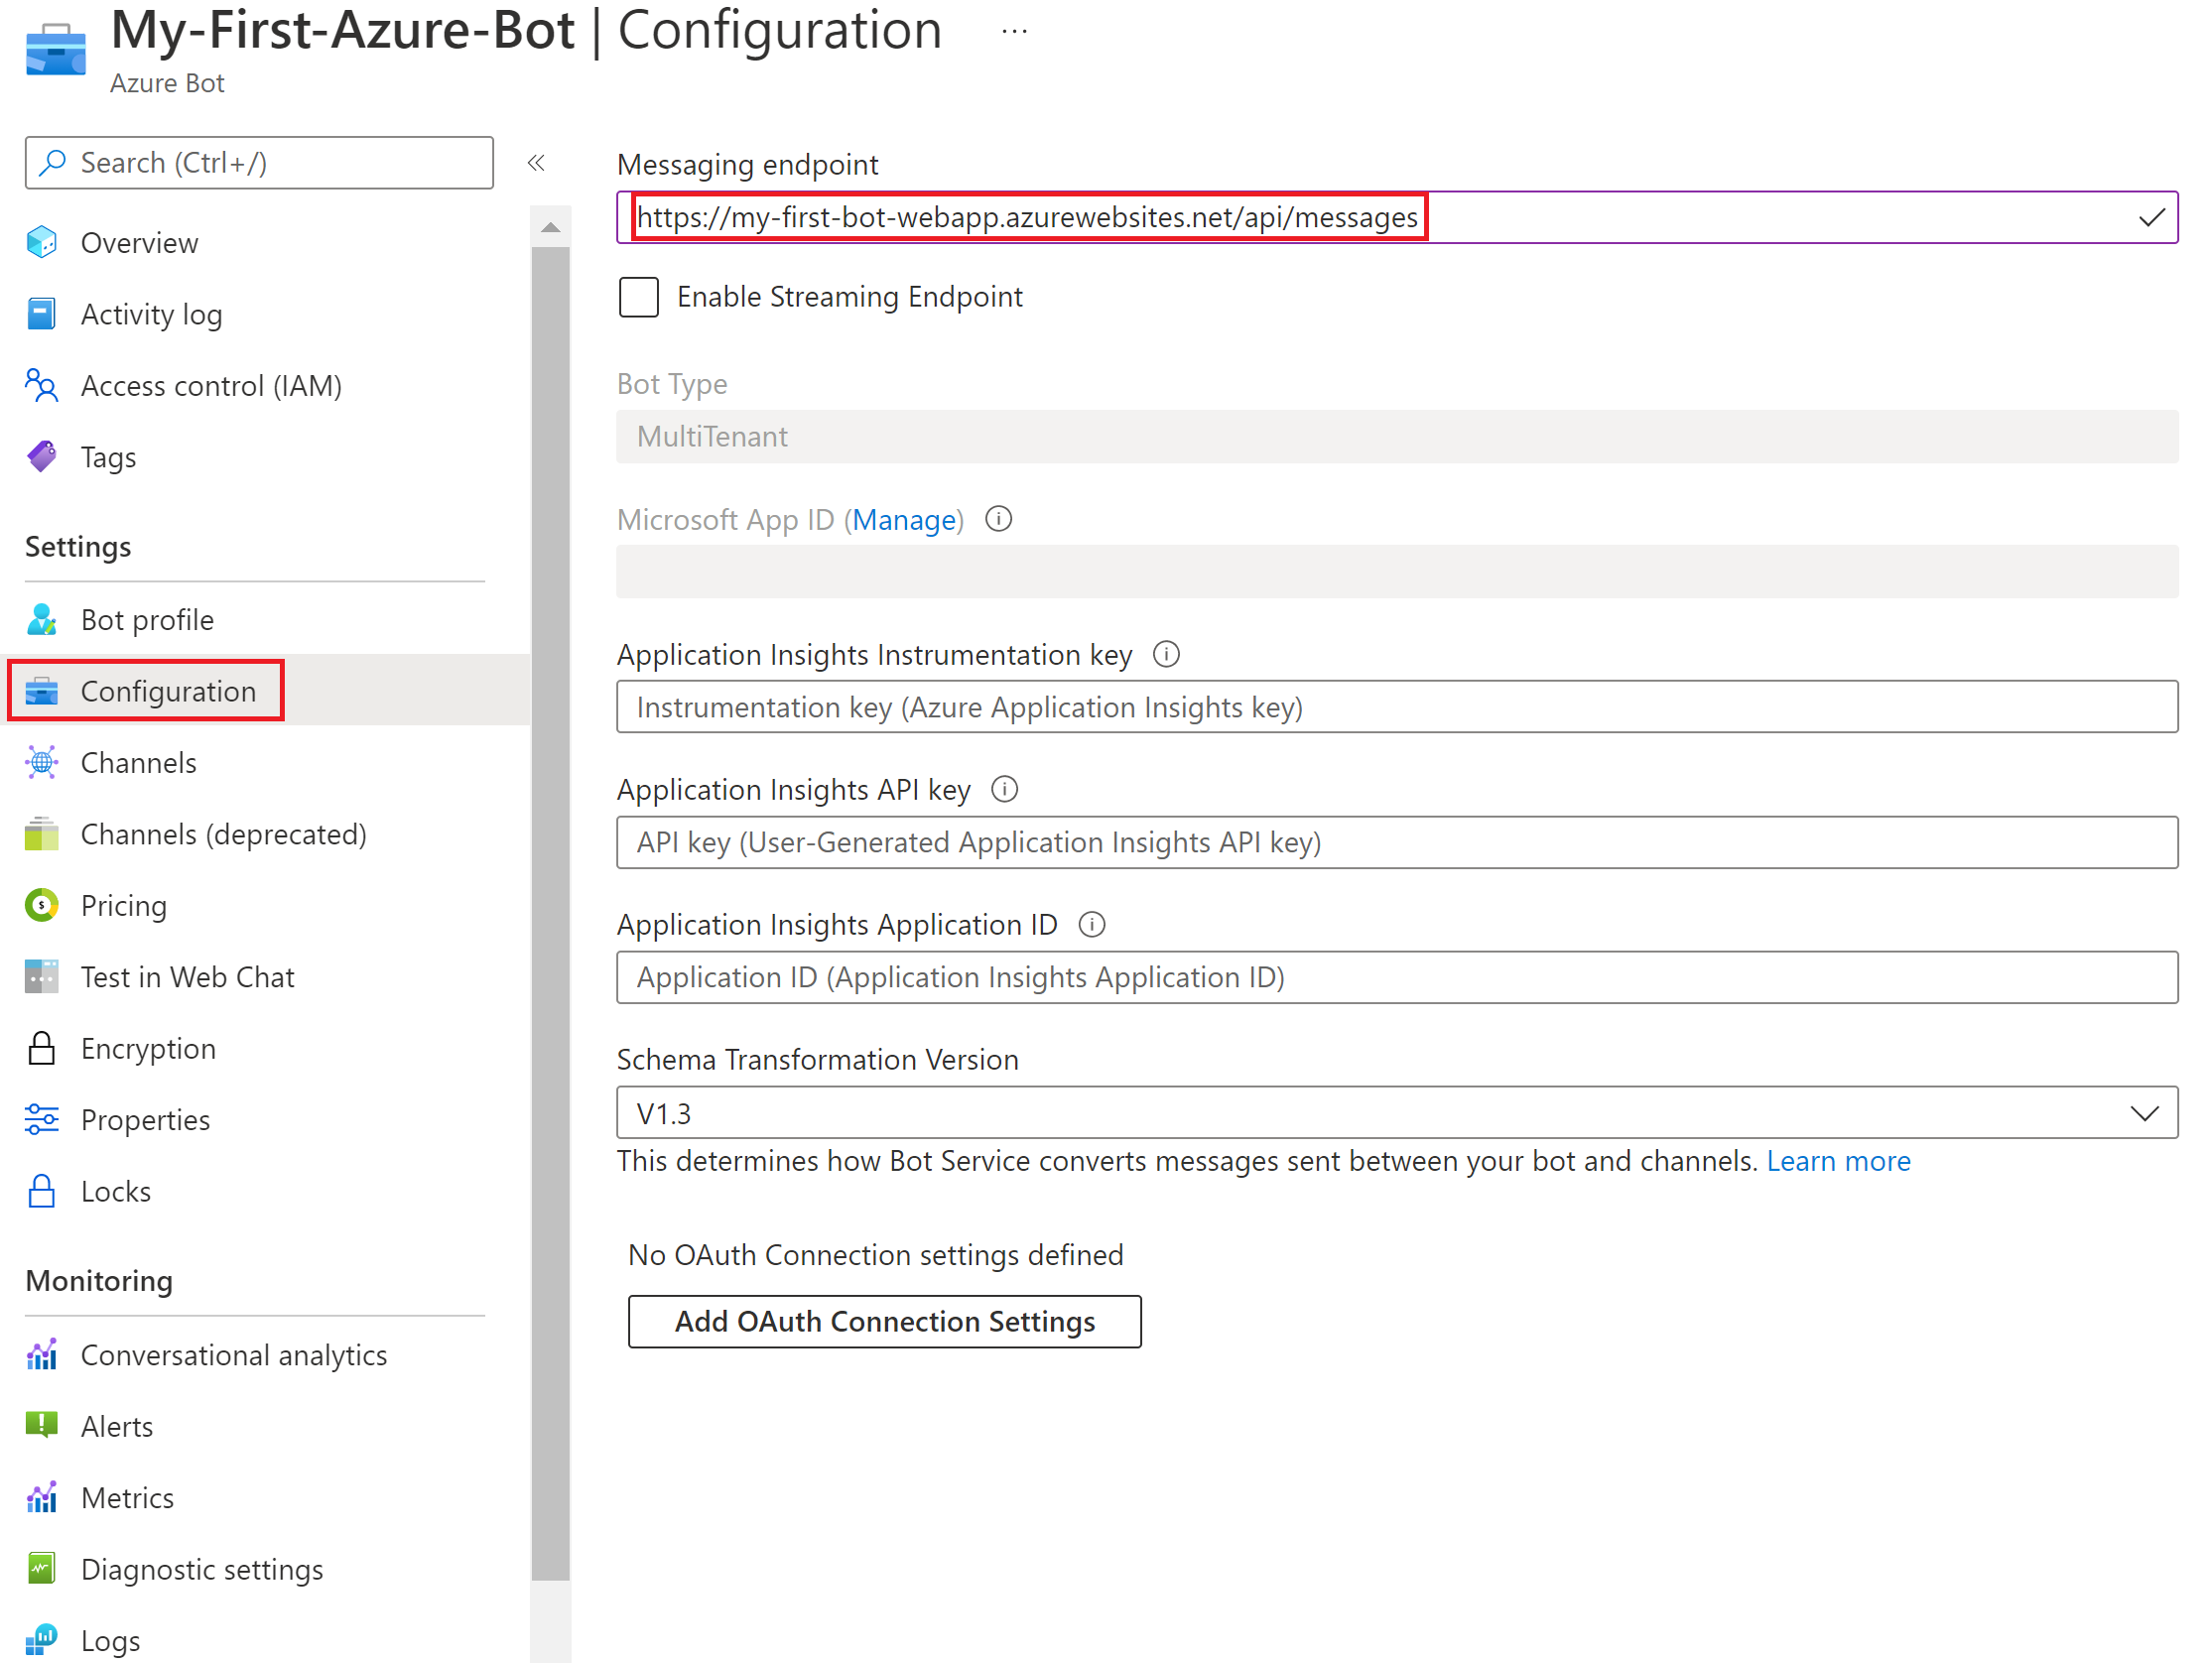 My-First-Azure-Bot | Configuration ...
Azure Bot
Search (Ctrl+/)
Overview
Activity log
Access control (IAM)
Tags
Settings
Bot profile
Configuration
Channels
Channels (deprecated)
Pricing
Test in Web Chat
Encryption
Properties
Locks
Monitoring
Conversational analytics
Alerts
Metrics
Diagnostic settings
Logs
Messaging endpoint
https://my-first-bot-webapp.azurewebsites.net/api/messages
Enable Streaming Endpoint
Bot Type
MultiTenant
Microsoft App ID (Manage)
Application Insights Instrumentation key
Instrumentation key (Azure Application Insights key)
Application Insights API key
API key (User-Generated Application Insights API key)
Application Insights Application ID
Application ID (Application Insights Application ID)
Schema Transformation Version
V1.3
This determines how Bot Service converts messages sent between your bot and channels. Learn more
No OAuth Connection settings defined
Add OAuth Connection Settings